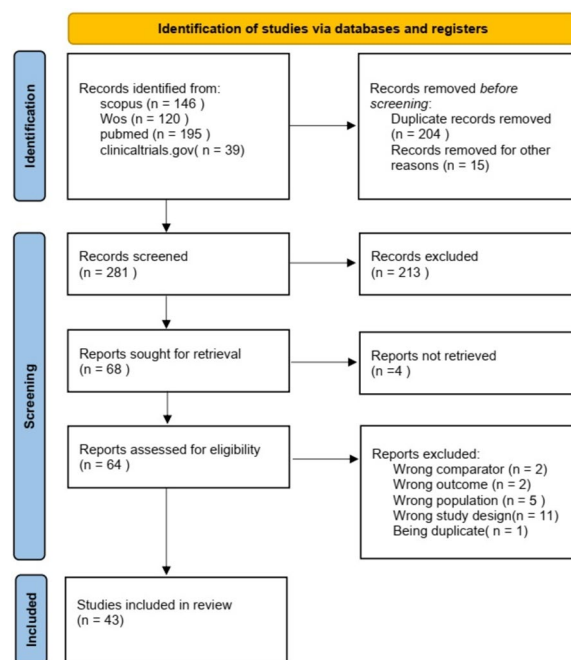 Identification of studies via databases and registers
Identification
Records identified from:
scopus (n = 146 )
Wos (n = 120 )
pubmed (n = 195 )
clinicaltrials.gov( n = 39)
Records removed before
screening:
Duplicate records removed
(n = 204 )
Records removed for other
reasons (n = 15)
Screening
Records screened
(n = 281 )
Records excluded
(n = 213 )
Reports sought for retrieval
(n = 68 )
Reports not retrieved
(n =4 )
Reports assessed for eligibility
(n = 64 )
Reports excluded:
Wrong comparator (n = 2)
Wrong outcome (n = 2)
Wrong population (n = 5 )
Wrong study design(n = 11)
Being duplicate( n = 1)
Included
Studies included in review
(n = 43)